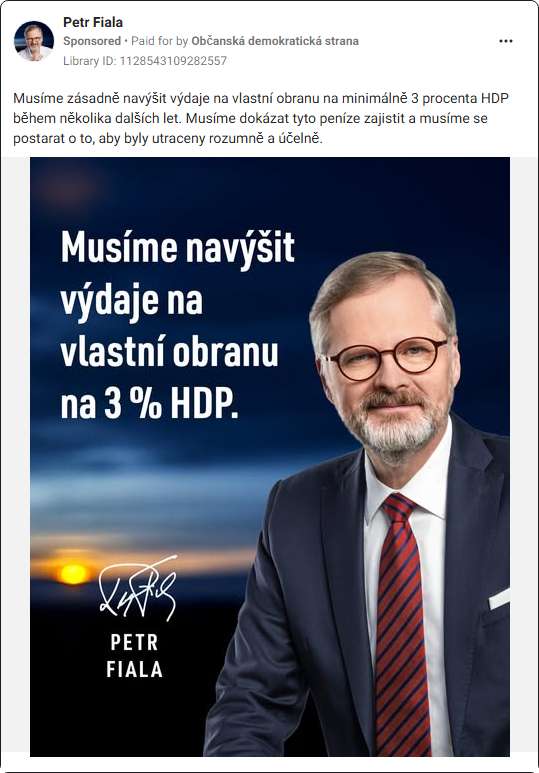 Petr Fiala
Sponsored • Paid for by Občanská demokratická strana
Library ID: 1128543109282557
Musíme zásadně navýšit výdaje na vlastní obranu na minimálně 3 procenta HDP
během několika dalších let. Musíme dokázat tyto peníze zajistit a musíme se
postarat o to, aby byly utraceny rozumně a účelně.
Musíme navýšit
výdaje na
vlastní obranu
na 3 % HDP.
PETR
FIALA